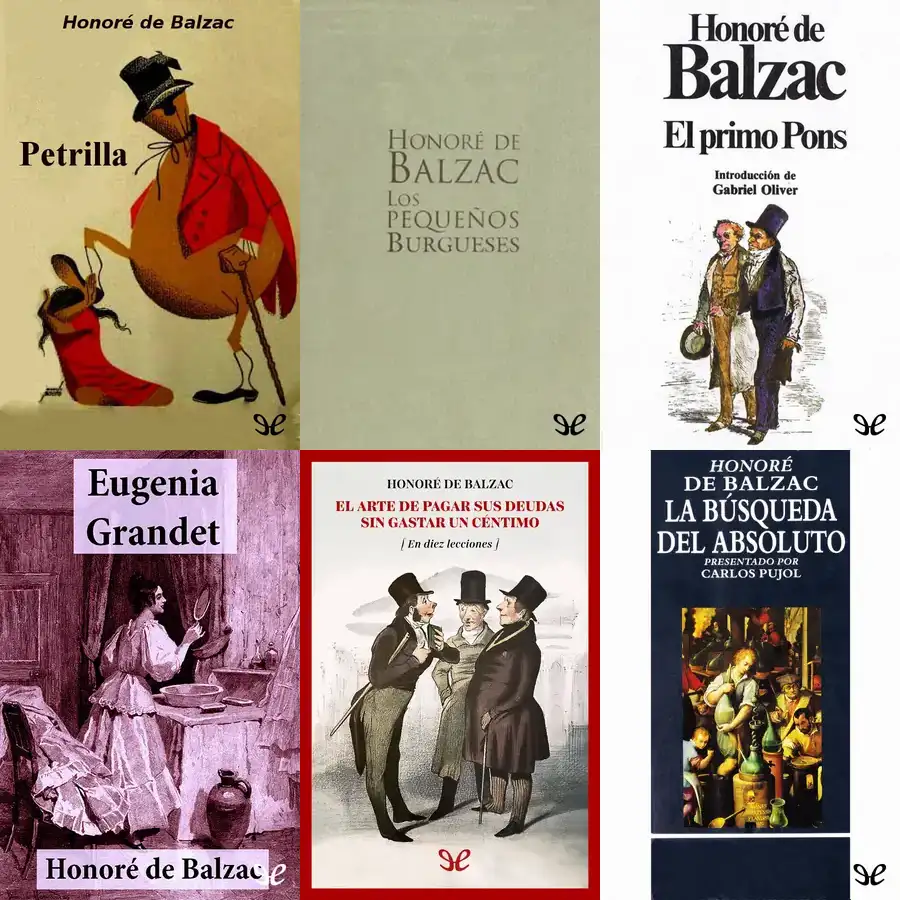 Honoré de Balzac
Petrilla
HONORÉ DE
BALZAC
LOS
PEQUEÑOS
BURGUESES
Honoré de
Balzac
El primo Pons
Introducción de
Gabriel Oliver
Eugenia
Grandet
Honoré de Balzac
HONORÉ DE BALZAC
EL ARTE DE PAGAR SUS DEUDAS
SIN GASTAR UN CÉNTIMO
[ En diez lecciones ]
HONORÉ
DE BALZAC
LA BÚSQUEDA
DEL ABSOLUTO
PRESENTADO POR
CARLOS PUJOL